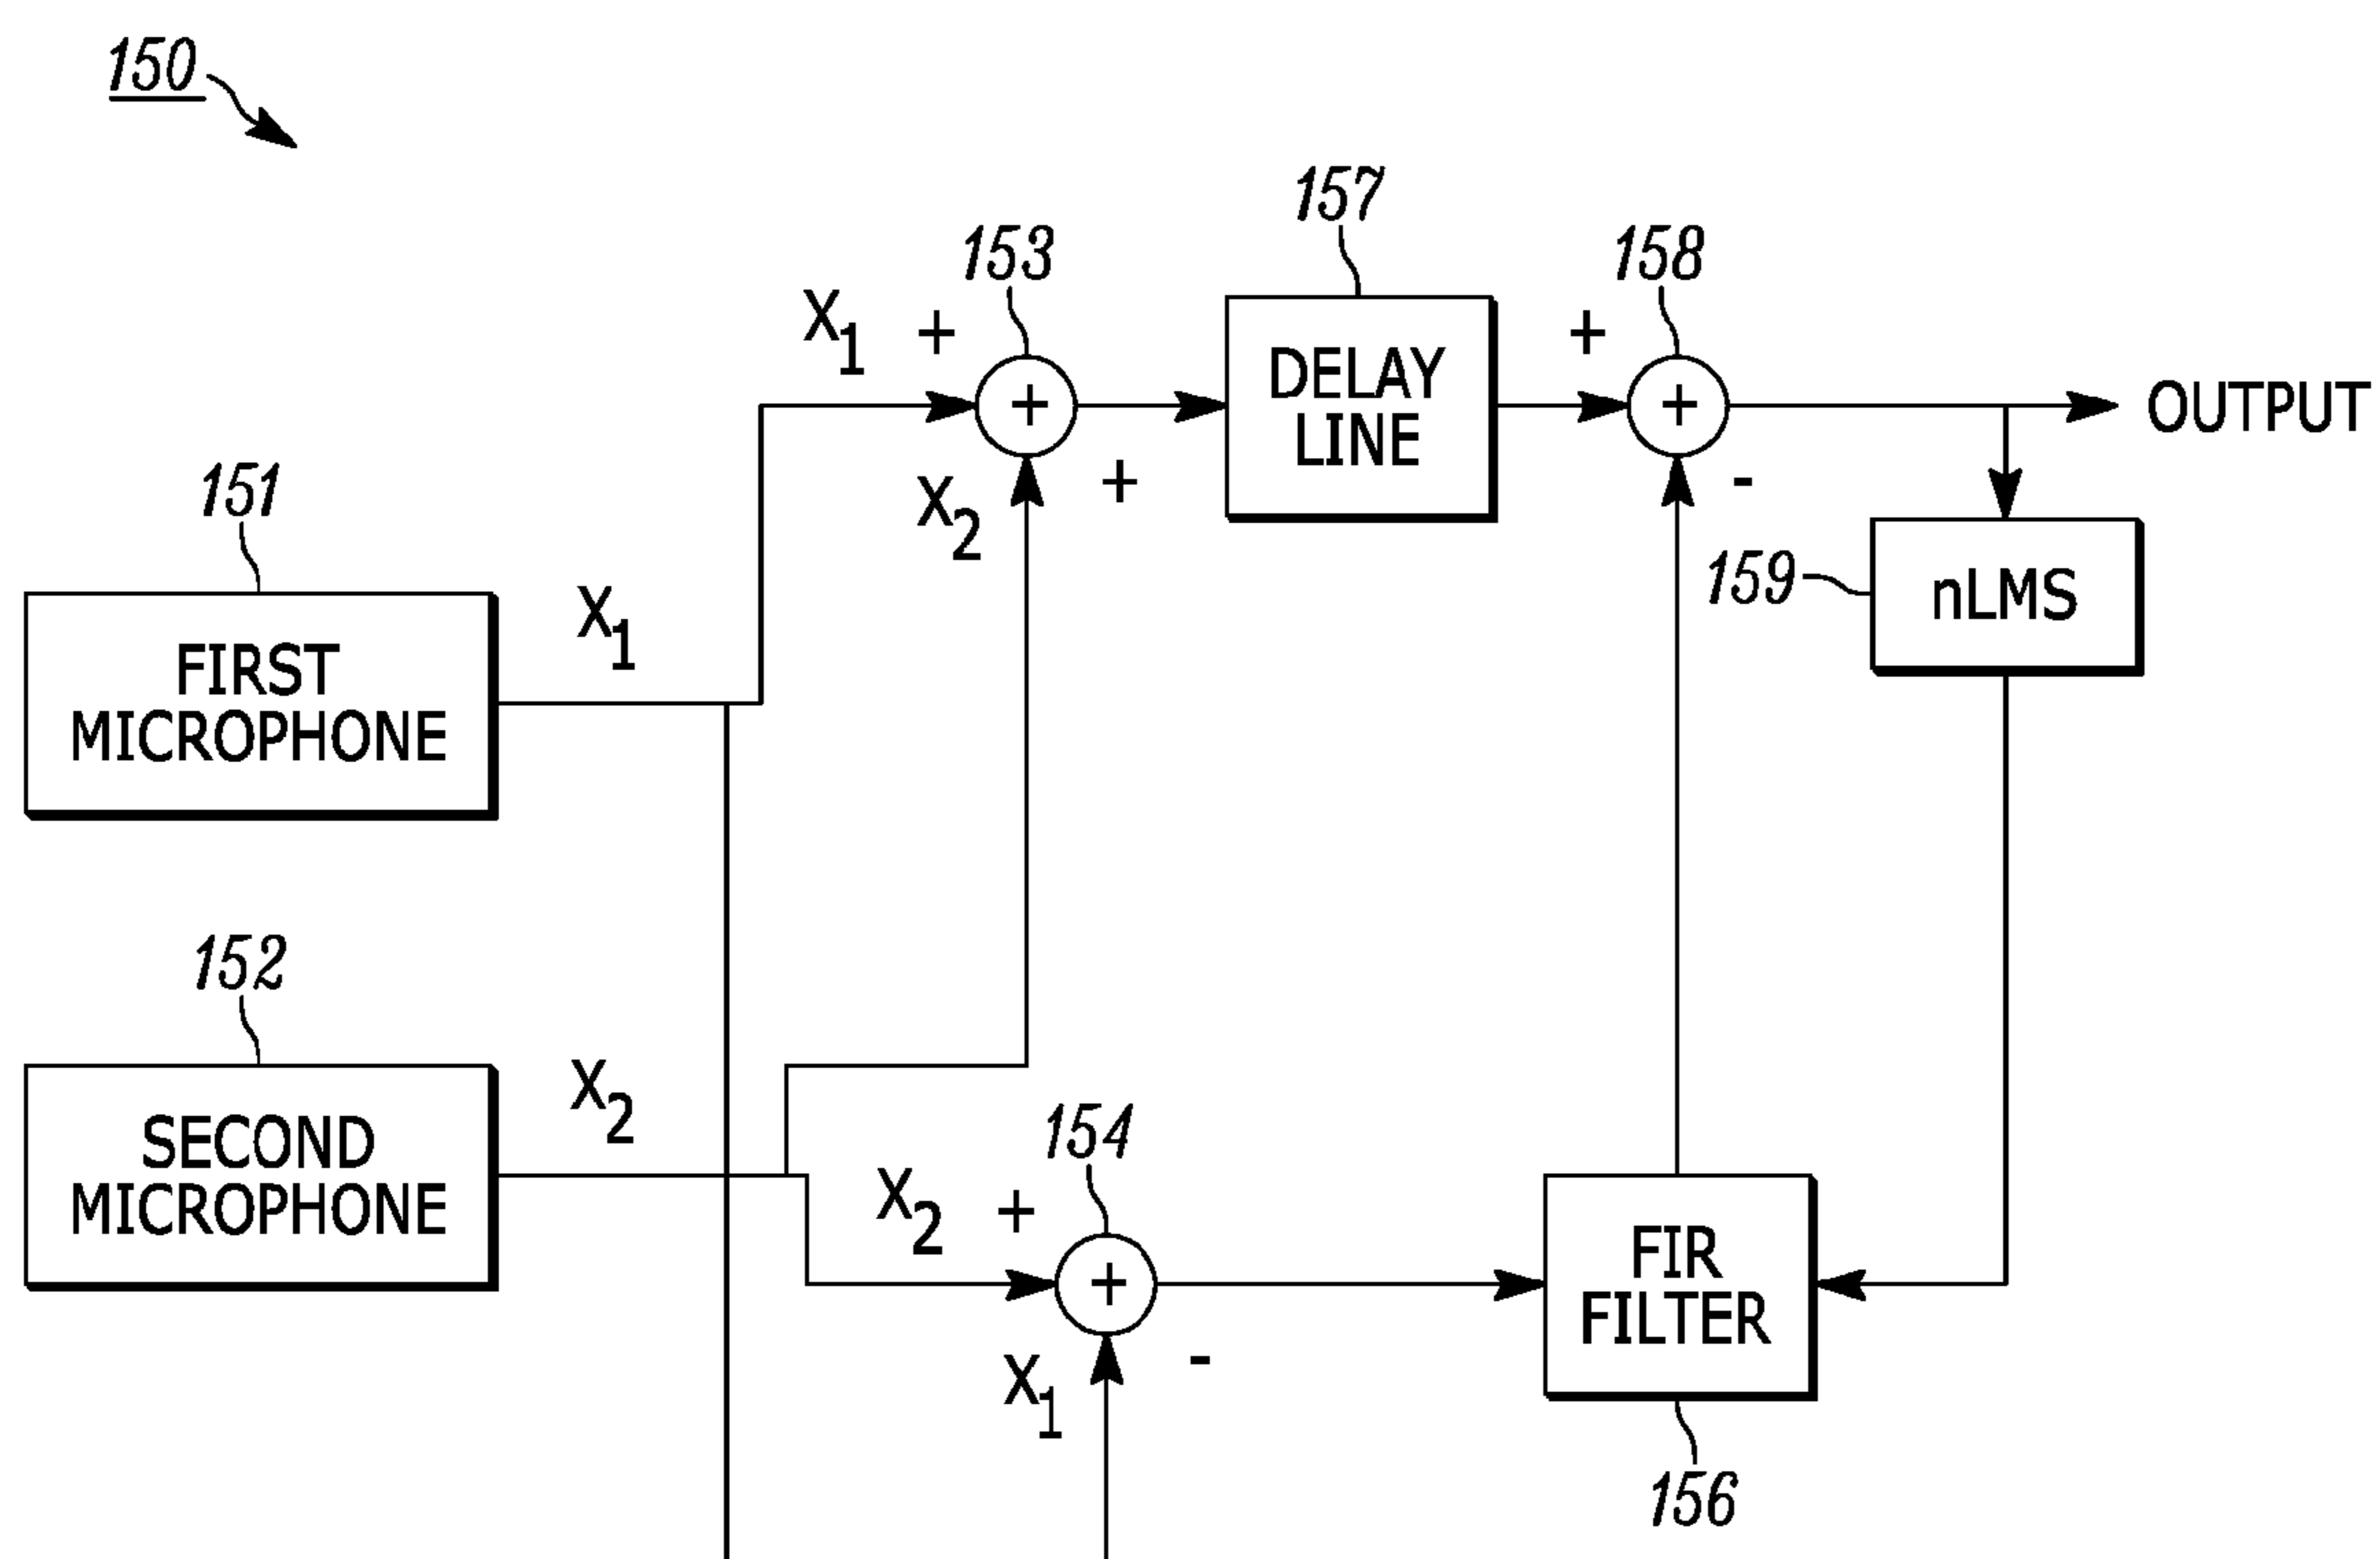 150
157
153
158
X1 +
+
DELAY
LINE
+
+
OUTPUT
X2
+
-
151
X1
159
nLMS
FIRST
MICROPHONE
152
X2
154
SECOND
MICROPHONE
X2 +
+
FIR
FILTER
X1
-
156